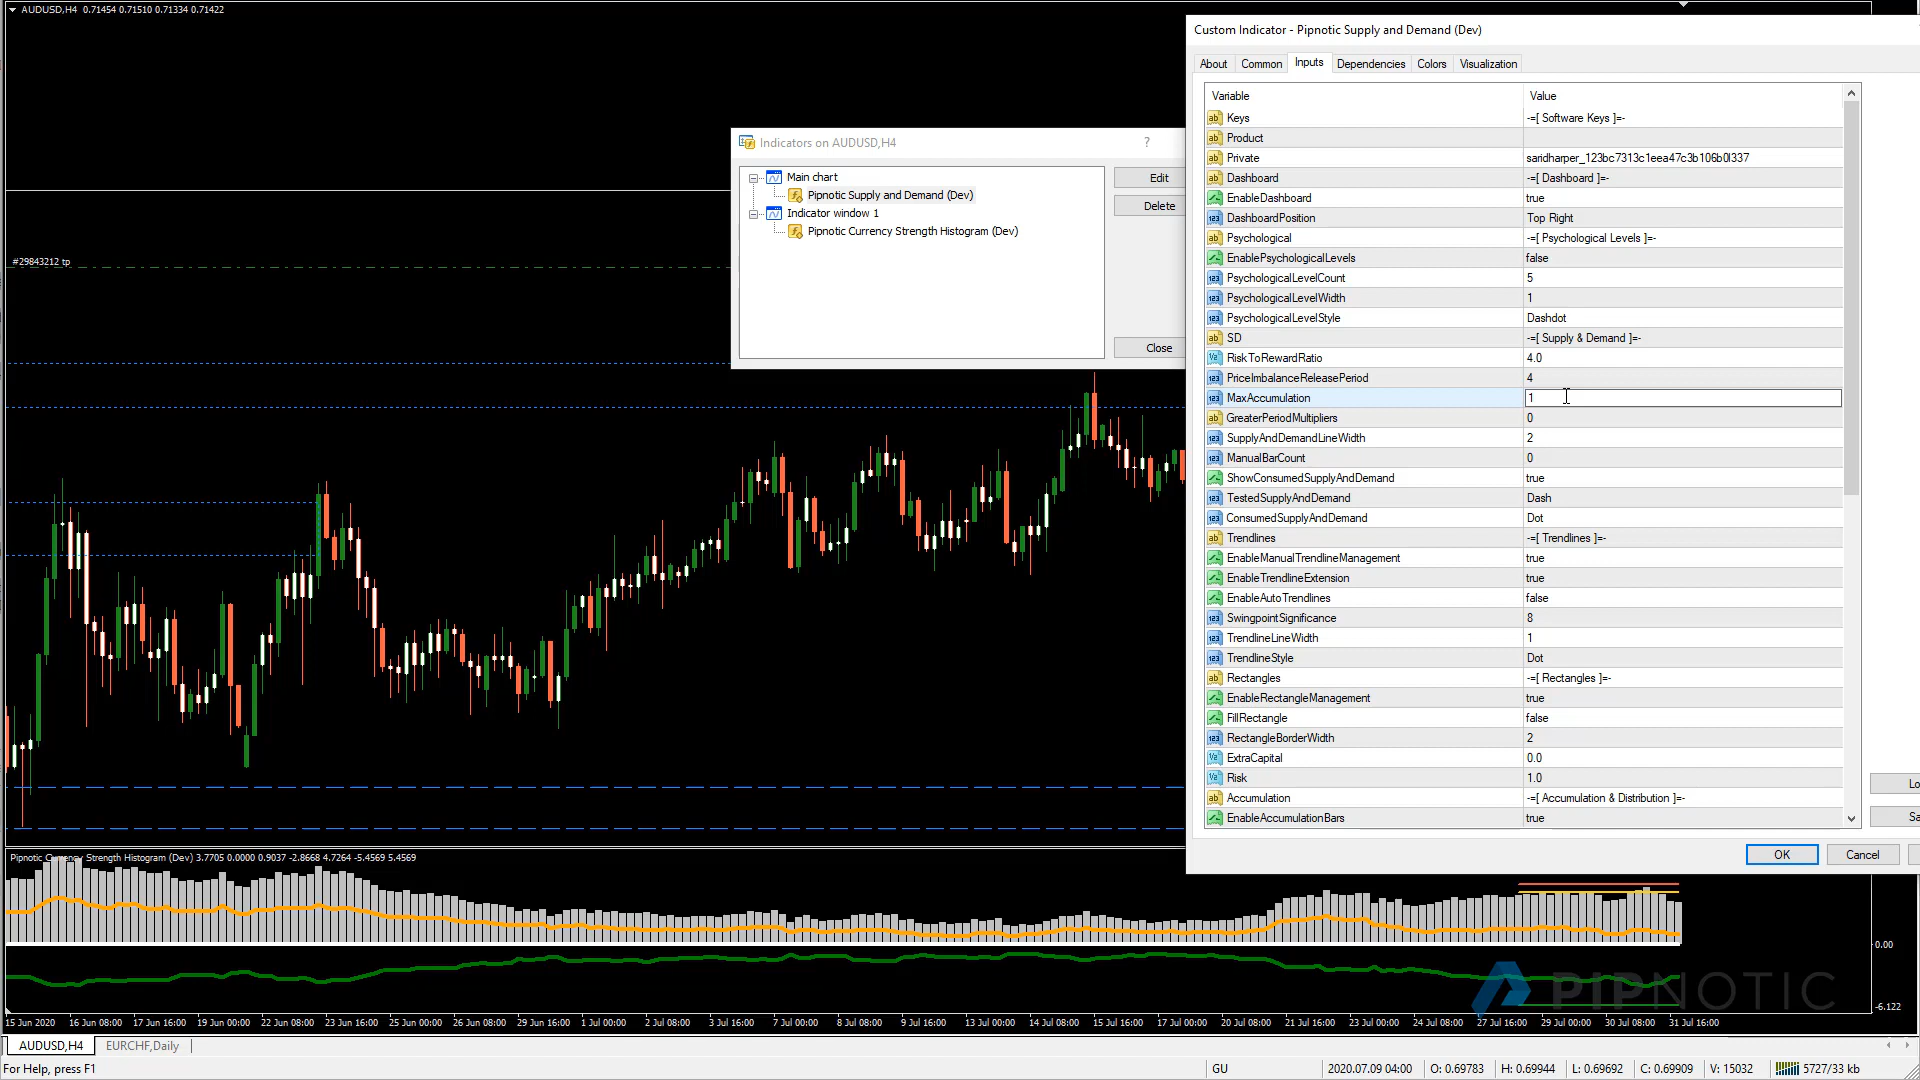 AUDUSD,H4 0.71454 0.71510 0.71334 0.71422
#29843212 tp
Indicators on AUDUSD,H4
?
Main chart
Pipnotic Supply and Demand (Dev)
Indicator window 1
Pipnotic Currency Strength Histogram (Dev)
Edit
Delete
Close
Custom Indicator - Pipnotic Supply and Demand (Dev)
About Common Inputs Dependencies Colors Visualization
Variable Value
Keys -=[ Software Keys ]=-
Product
Private saridharper_123bc7313c1eea47c3b106b0l337
Dashboard -=[ Dashboard ]=-
EnableDashboard true
DashboardPosition Top Right
Psychological -=[ Psychological Levels ]=-
EnablePsychologicalLevels false
PsychologicalLevelCount 5
PsychologicalLevelWidth 1
PsychologicalLevelStyle Dashdot
SD -=[ Supply & Demand ]=-
RiskToRewardRatio 4.0
PriceImbalanceReleasePeriod 4
MaxAccumulation 1
GreaterPeriodMultipliers 0
SupplyAndDemandLineWidth 2
ManualBarCount 0
ShowConsumedSupplyAndDemand true
TestedSupplyAndDemand Dash
ConsumedSupplyAndDemand Dot
Trendlines -=[ Trendlines ]=-
EnableManualTrendlineManagement true
EnableTrendlineExtension true
EnableAutoTrendlines false
SwingpointSignificance 8
TrendlineLineWidth 1
TrendlineStyle Dot
Rectangles -=[ Rectangles ]=-
EnableRectangleManagement true
FillRectangle false
RectangleBorderWidth 2
ExtraCapital 0.0
Risk 1.0
Accumulation -=[ Accumulation & Distribution ]=-
EnableAccumulationBars true
Lo
Sa
OK Cancel
Pipnotic Currency Strength Histogram (Dev) 3.7705 0.0000 0.9037 -2.8668 4.7264 -5.4569 5.4569
0.00
-6.122
PIPNOTIC
15 Jun 2020 16 Jun 08:00 17 Jun 16:00 19 Jun 00:00 22 Jun 08:00 23 Jun 16:00 25 Jun 00:00 26 Jun 08:00 29 Jun 16:00 1 Jul 00:00 2 Jul 08:00 3 Jul 16:00 7 Jul 00:00 8 Jul 08:00 9 Jul 16:00 13 Jul 00:00 14 Jul 08:00 15 Jul 16:00 17 Jul 00:00 20 Jul 08:00 21 Jul 16:00 23 Jul 00:00 24 Jul 08:00 27 Jul 16:00 29 Jul 00:00 30 Jul 08:00 31 Jul 16:00
AUDUSD,H4 EURCHF,Daily
For Help, press F1 GU 2020.07.09 04:00 O: 0.69783 H: 0.69944 L: 0.69692 C: 0.69909 V: 15032 5727/33 kb